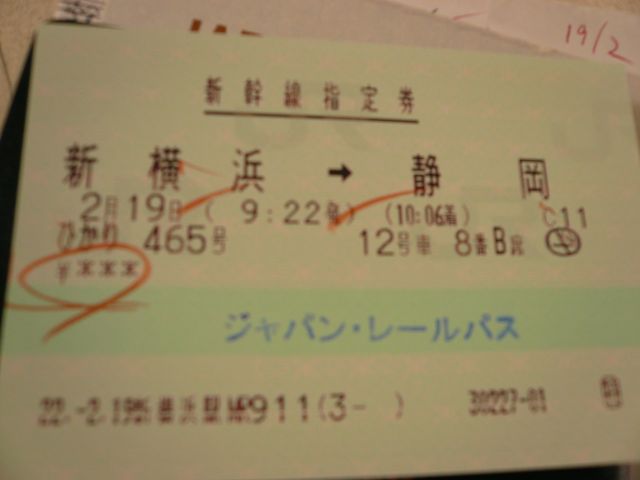 19/2
新幹線指定券
新横浜 → 静岡
2月19日 ( 9:22発) (10:06着) C11
ひかり 465号 12号車 8番B席
¥***
ジャパン・レールパス
22.-2.19新横浜駅MR911(3- ) 30227-01